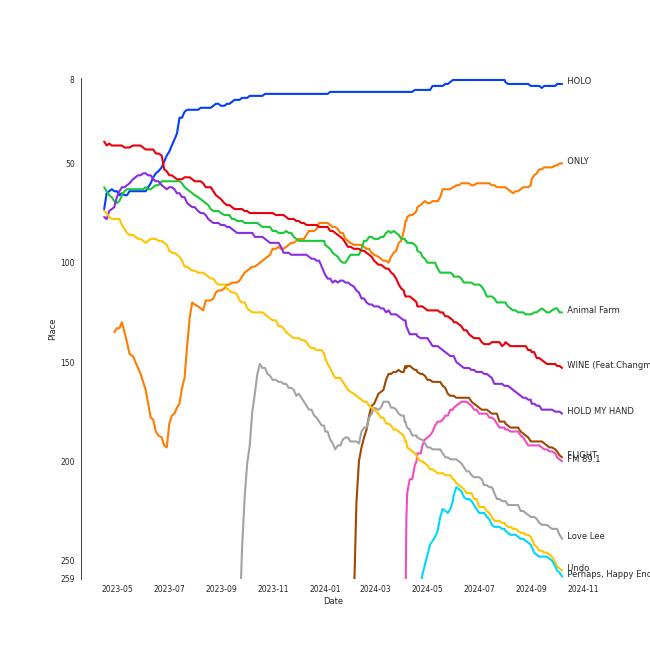 8
HOLO
50
ONLY
100
Animal Farm
Place
150
WINE (Feat.Changm
HOLD MY HAND
200
FLIGHT
FM 89.1
Love Lee
250
Undo
259
Perhaps, Happy End
2023-05 2023-07 2023-09 2023-11 2024-01 2024-03 2024-05 2024-07 2024-09 2024-11
Date